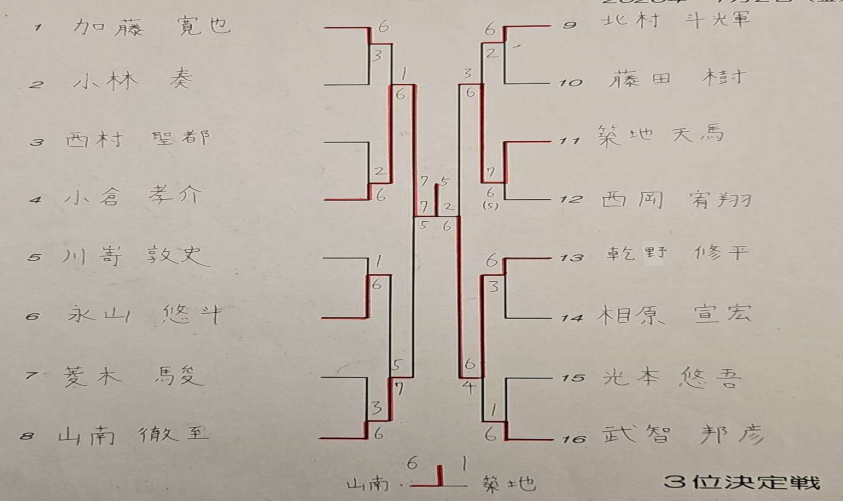 1 加藤 寛也
2 小林 奏
3 西村 聖都
4 小倉 孝介
5 川嵜 敦史
6 永山 悠斗
7 菱木 馬俊
8 山南 徹至
9 北村 斗光軍
10 藤田 樹
11 築地 天馬
12 西岡 宥翔
13 乾野 修平
14 相原 宣宏
15 光本 悠吾
16 武智 邦彦
6
3
1
6
2
6
1
6
5
7
3
6
7 5
7 2
5 6
6
2
3
6
7
6
(5)
6
3
6
4
1
6
6 1
山南 築地
3位決定戦